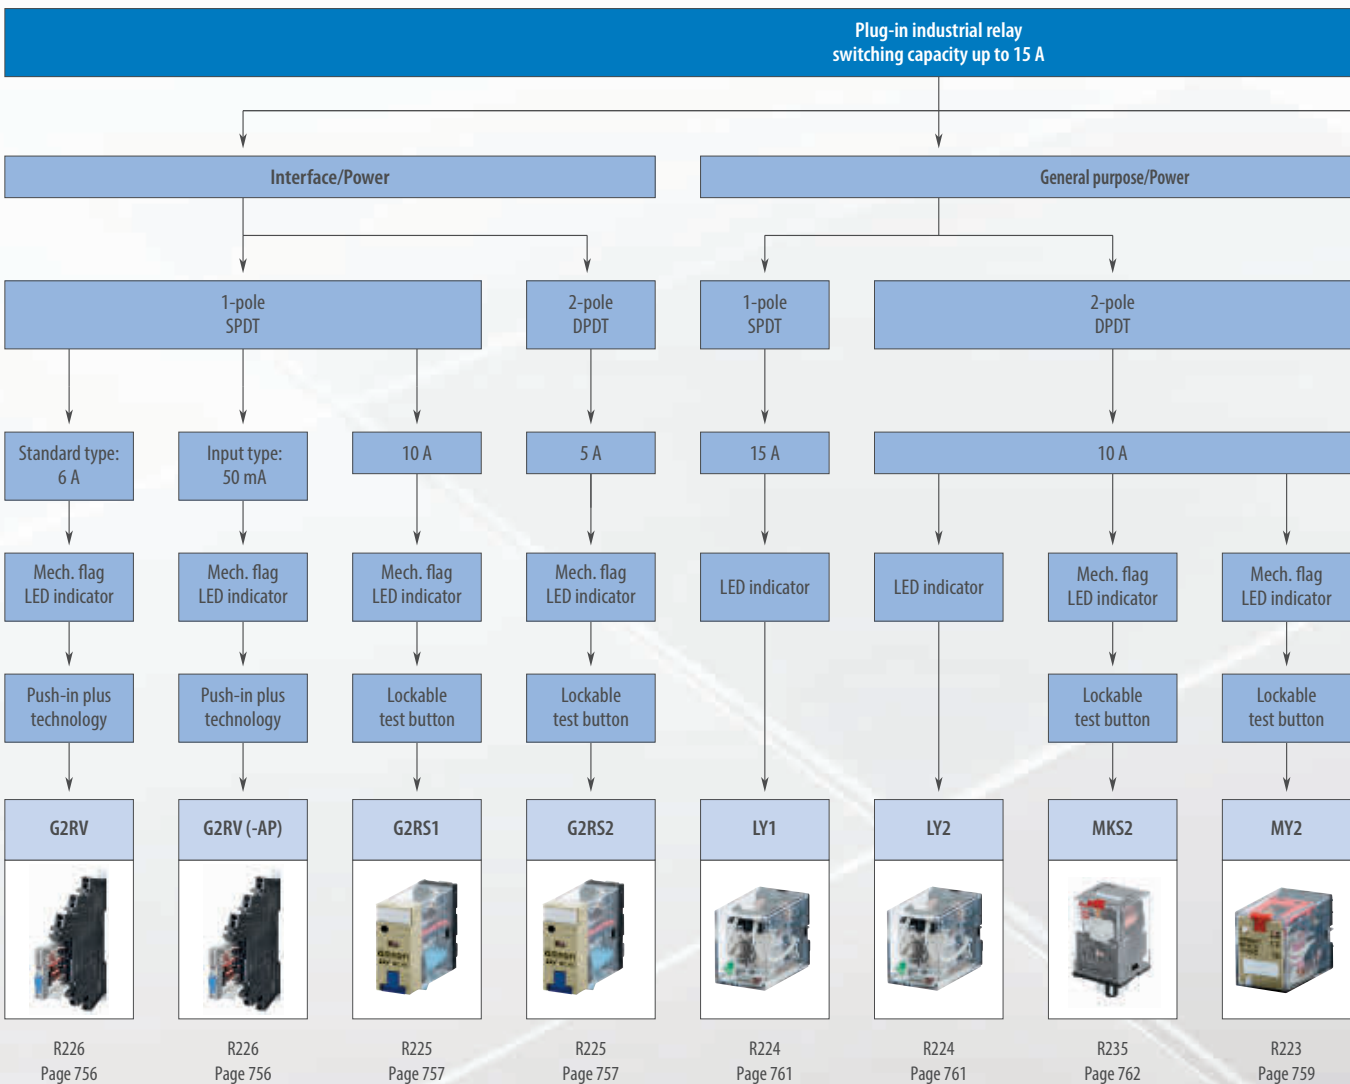 Plug-in industrial relay
switching capacity up to 15 A
Interface/Power
General purpose/Power
1-pole
SPDT
2-pole
DPDT
1-pole
SPDT
2-pole
DPDT
Standard type:
6 A
Input type:
50 mA
10 A
5 A
15 A
10 A
Mech. flag
LED indicator
Mech. flag
LED indicator
Mech. flag
LED indicator
Mech. flag
LED indicator
LED indicator
LED indicator
Mech. flag
LED indicator
Mech. flag
LED indicator
Push-in plus
technology
Push-in plus
technology
Lockable
test button
Lockable
test button
Lockable
test button
Lockable
test button
G2RV
G2RV (-AP)
G2RS1
G2RS2
LY1
LY2
MKS2
MY2
R226
Page 756
R226
Page 756
R225
Page 757
R225
Page 757
R224
Page 761
R224
Page 761
R235
Page 762
R223
Page 759